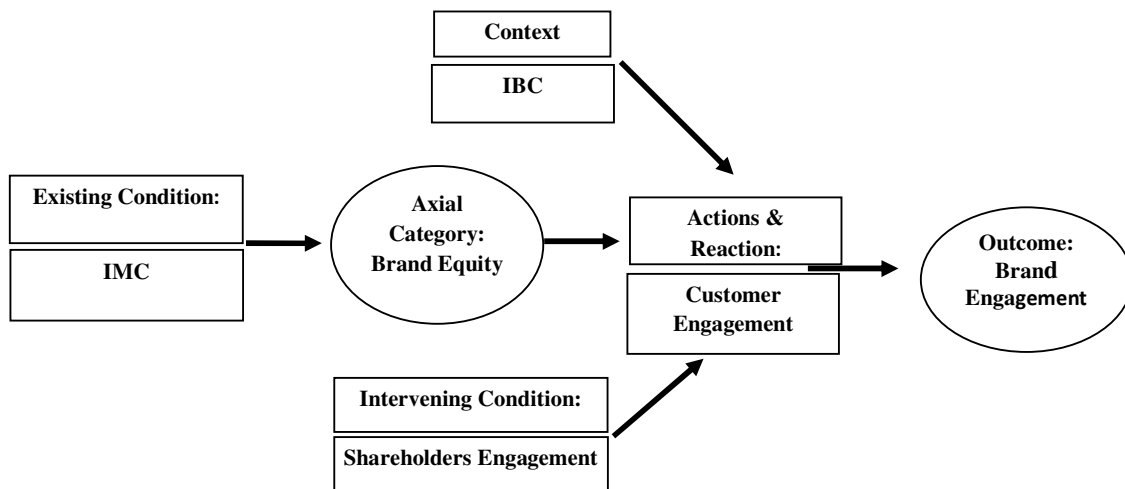 Context
IBC
Existing Condition:
IMC
Axial
Category:
Brand Equity
Actions &
Reaction:
Customer
Engagement
Outcome:
Brand
Engagement
Intervening Condition:
Shareholders Engagement